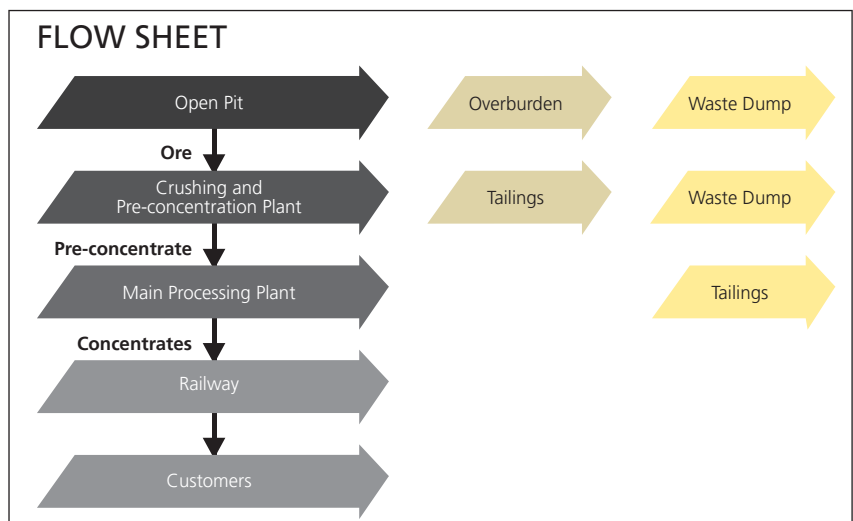 FLOW SHEET
Open Pit
Overburden
Waste Dump
Ore
Crushing and
Pre-concentration Plant
Tailings
Waste Dump
Pre-concentrate
Main Processing Plant
Tailings
Concentrates
Railway
Customers